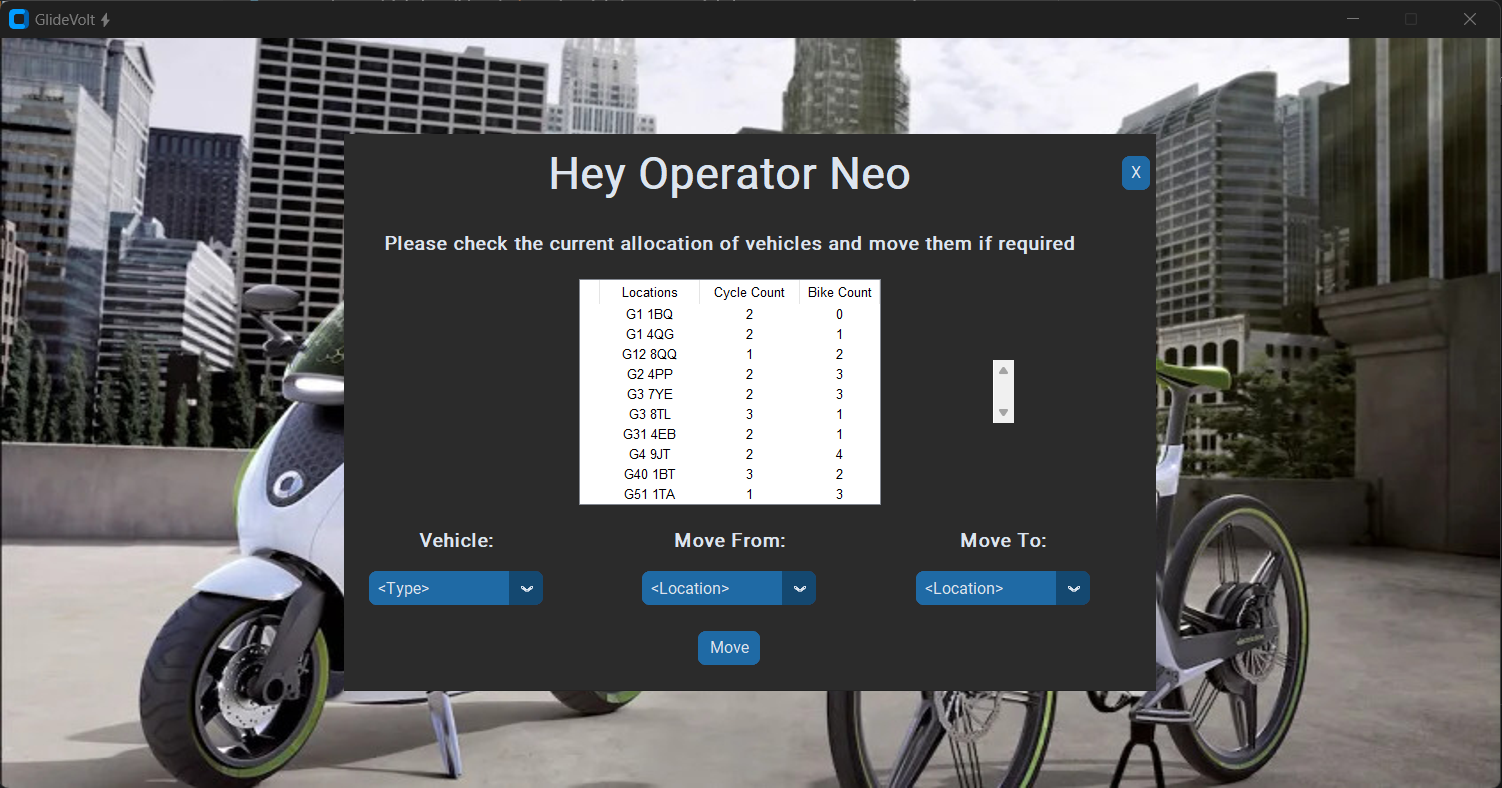 GlideVolt
Hey Operator Neo
X
Please check the current allocation of vehicles and move them if required
Locations Cycle Count Bike Count
G1 1BQ 2 0
G1 4QG 2 1
G12 8QQ 1 2
G2 4PP 2 3
G3 7YE 2 3
G3 8TL 3 1
G31 4EB 2 1
G4 9JT 2 4
G40 1BT 3 2
G51 1TA 1 3
Vehicle: Move From: Move To:
<Type> <Location> <Location>
Move